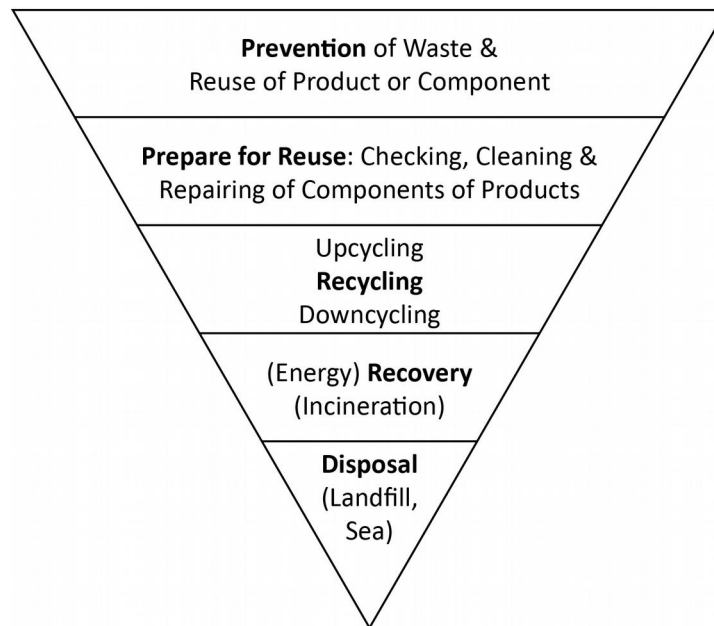 Prevention of Waste &
Reuse of Product or Component
Prepare for Reuse: Checking, Cleaning &
Repairing of Components of Products
Upcycling
Recycling
Downcycling
(Energy) Recovery
(Incineration)
Disposal
(Landfill,
Sea)